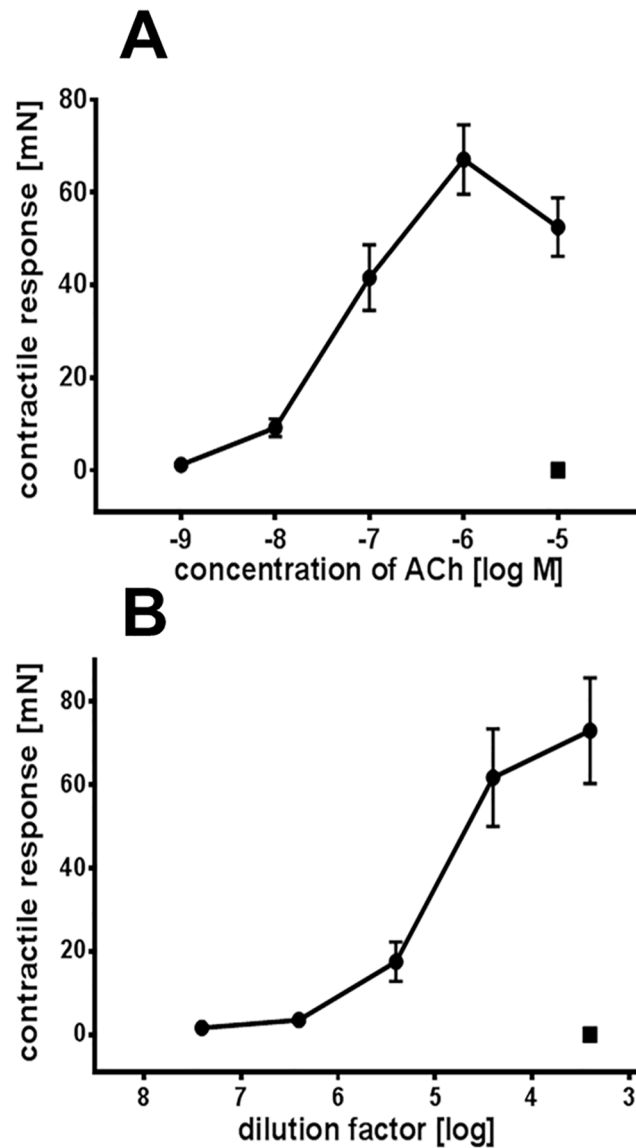 A
contractile response [mN]
80
60
40
20
0
-9 -8 -7 -6 -5
concentration of ACh [log M]
B
contractile response [mN]
80
60
40
20
0
8 7 6 5 4 3
dilution factor [log]